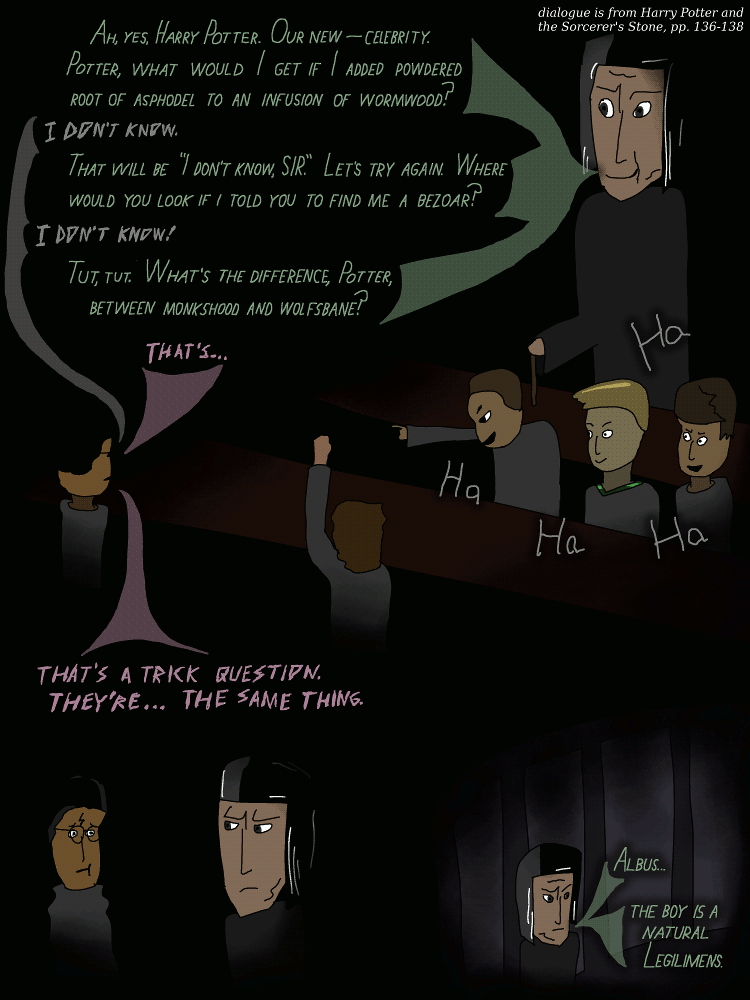 dialogue is from Harry Potter and
the Sorcerer's Stone, pp. 136-138
AH, YES, HARRY POTTER. OUR NEW — CELEBRITY.
POTTER, WHAT WOULD I GET IF I ADDED POWDERED
ROOT OF ASPHODEL TO AN INFUSION OF WORMWOOD?
I DON'T KNOW.
THAT WILL BE "I DON'T KNOW, SIR." LET'S TRY AGAIN. WHERE
WOULD YOU LOOK IF I TOLD YOU TO FIND ME A BEZOAR?
I DON'T KNOW!
TUT, TUT. WHAT'S THE DIFFERENCE, POTTER,
BETWEEN MONKSHOOD AND WOLFSBANE?
THAT'S...
Ha
Ha
Ha
Ha
THAT'S A TRICK QUESTION.
THEY'RE... THE SAME THING.
ALBUS...
THE BOY IS A
NATURAL
LEGILIMENS.